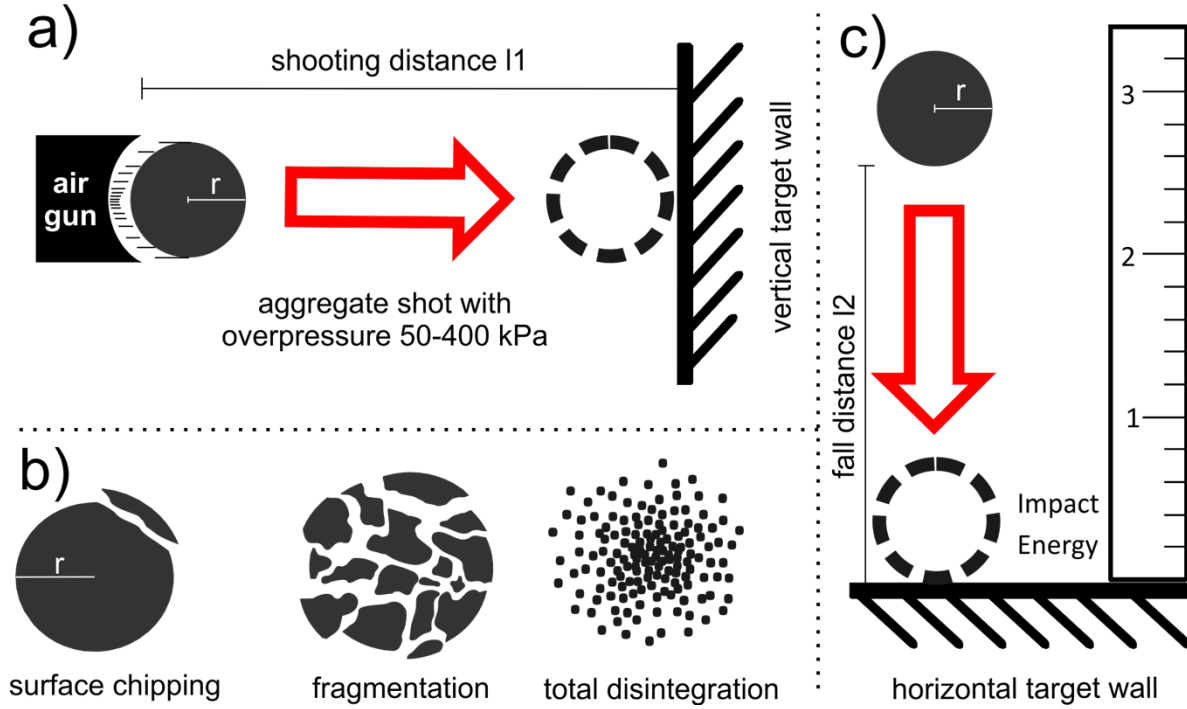 a)
shooting distance l1
air
gun
r
aggregate shot with
overpressure 50-400 kPa
vertical target wall
b)
r
surface chipping
fragmentation
total disintegration
c)
r
3
2
1
fall distance l2
Impact
Energy
horizontal target wall